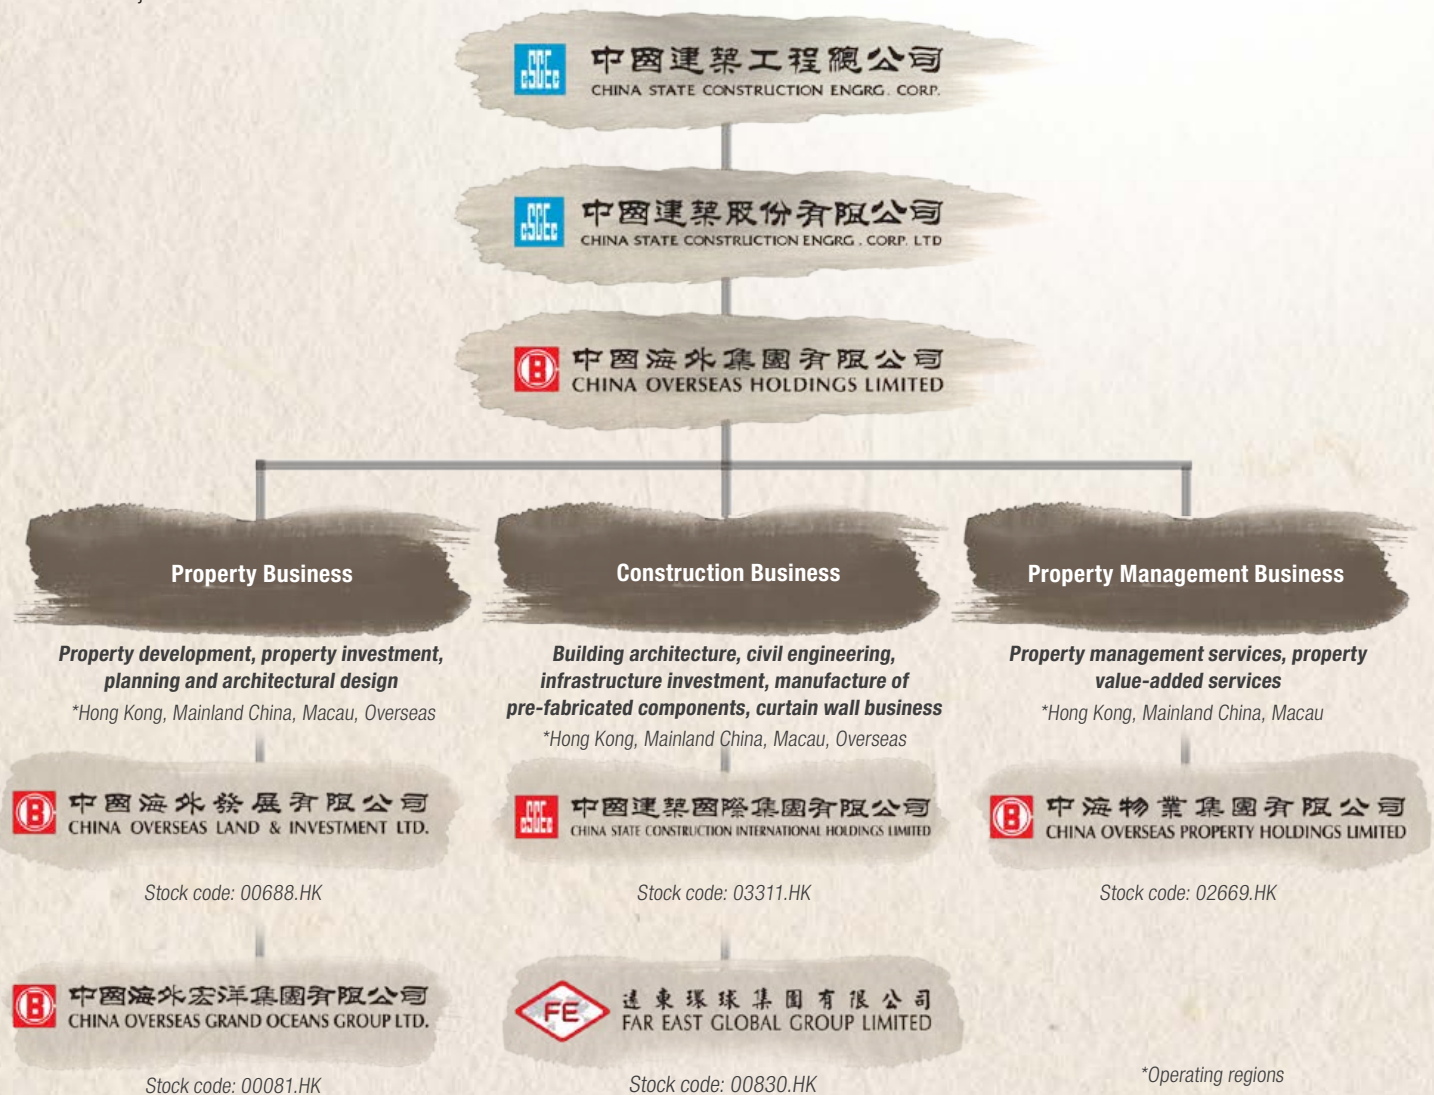 CSCEC
中國建築工程總公司
CHINA STATE CONSTRUCTION ENGRG. CORP.
CSCEC
中國建築股份有限公司
CHINA STATE CONSTRUCTION ENGRG. CORP. LTD
中國海外集團有限公司
CHINA OVERSEAS HOLDINGS LIMITED
Property Business
Property development, property investment,
planning and architectural design
*Hong Kong, Mainland China, Macau, Overseas
中國海外發展有限公司
CHINA OVERSEAS LAND & INVESTMENT LTD.
Stock code: 00688.HK
中國海外宏洋集團有限公司
CHINA OVERSEAS GRAND OCEANS GROUP LTD.
Stock code: 00081.HK
Construction Business
Building architecture, civil engineering,
infrastructure investment, manufacture of
pre-fabricated components, curtain wall business
*Hong Kong, Mainland China, Macau, Overseas
CSCEC
中國建築國際集團有限公司
CHINA STATE CONSTRUCTION INTERNATIONAL HOLDINGS LIMITED
Stock code: 03311.HK
FE
遠東環球集團有限公司
FAR EAST GLOBAL GROUP LIMITED
Stock code: 00830.HK
Property Management Business
Property management services, property
value-added services
*Hong Kong, Mainland China, Macau
中海物業集團有限公司
CHINA OVERSEAS PROPERTY HOLDINGS LIMITED
Stock code: 02669.HK
*Operating regions